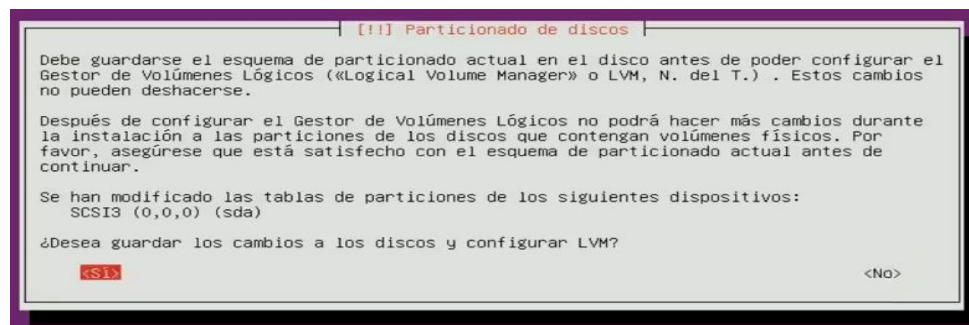 [!!] Particionado de discos
Debe guardarse el esquema de particionado actual en el disco antes de poder configurar el
Gestor de Volúmenes Lógicos («Logical Volume Manager» o LVM, N. del T.) . Estos cambios
no pueden deshacerse.
Después de configurar el Gestor de Volúmenes Lógicos no podrá hacer más cambios durante
la instalación a las particiones de los discos que contengan volúmenes físicos. Por
favor, asegúrese que está satisfecho con el esquema de particionado actual antes de
continuar.
Se han modificado las tablas de particiones de los siguientes dispositivos:
SCSI3 (0,0,0) (sda)
¿Desea guardar los cambios a los discos y configurar LVM?
<Sí> <No>